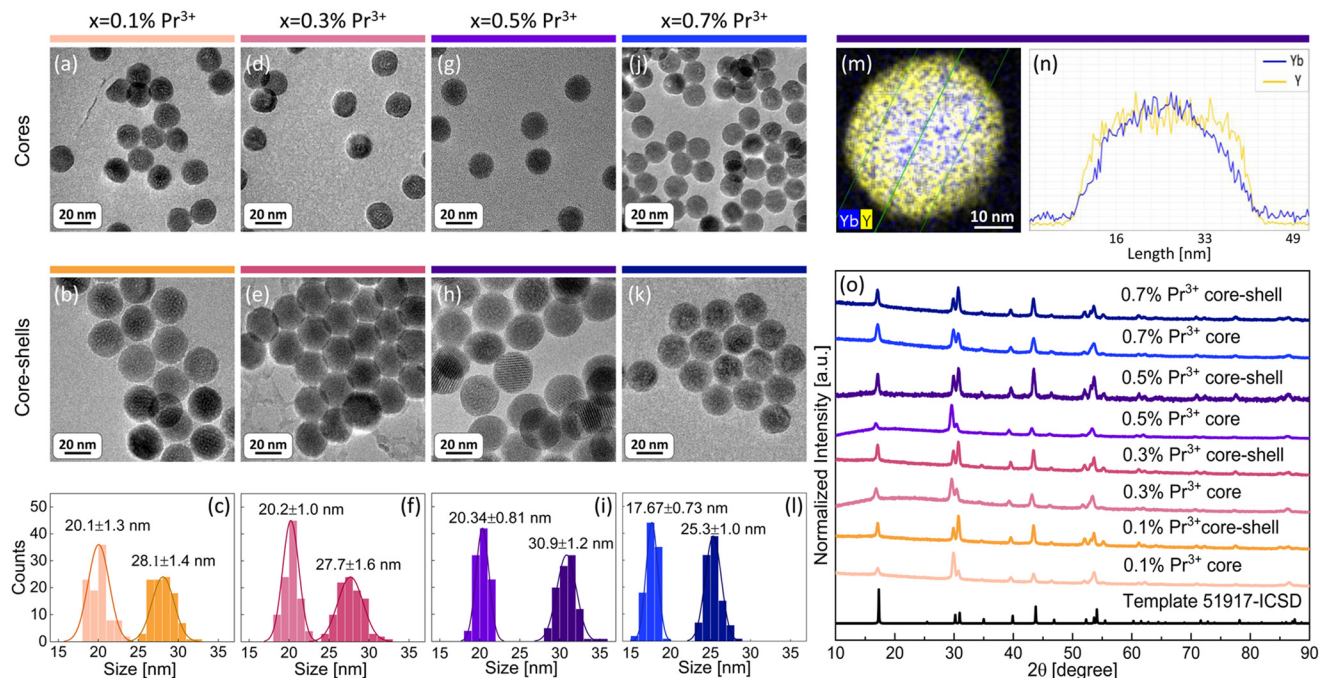 x=0.1% Pr³⁺
x=0.3% Pr³⁺
x=0.5% Pr³⁺
x=0.7% Pr³⁺
Cores
(a)
20 nm
(d)
20 nm
(g)
20 nm
(j)
20 nm
(m)
Yb Y
10 nm
(n)
Yb
Y
16 33 49
Length [nm]
Core-shells
(b)
20 nm
(e)
20 nm
(h)
20 nm
(k)
20 nm
(c)
20.1±1.3 nm
28.1±1.4 nm
Counts
50
40
30
20
10
0
15 20 25 30 35
Size [nm]
(f)
20.2±1.0 nm
27.7±1.6 nm
15 20 25 30 35
Size [nm]
(i)
20.34±0.81 nm
30.9±1.2 nm
15 20 25 30 35
Size [nm]
(l)
17.67±0.73 nm
25.3±1.0 nm
15 20 25 30 35
Size [nm]
(o)
Normalized Intensity [a.u.]
0.7% Pr³⁺ core-shell
0.7% Pr³⁺ core
0.5% Pr³⁺ core-shell
0.5% Pr³⁺ core
0.3% Pr³⁺ core-shell
0.3% Pr³⁺ core
0.1% Pr³⁺core-shell
0.1% Pr³⁺ core
Template 51917-ICSD
10 20 30 40 50 60 70 80 90
2θ [degree]